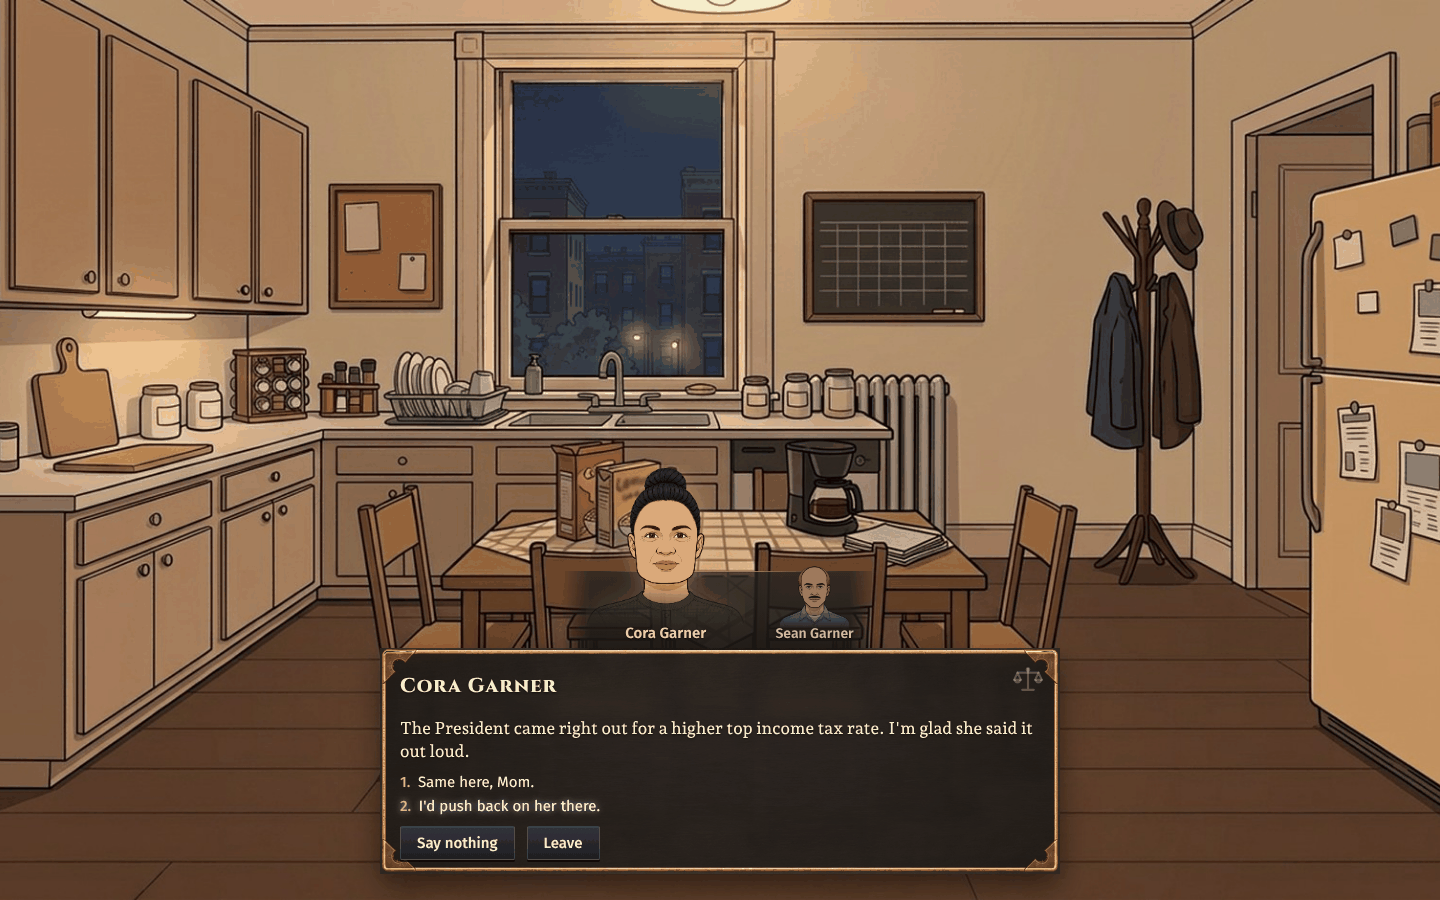 Cora Garner
Sean Garner
CORA GARNER
The President came right out for a higher top income tax rate. I'm glad she said it
out loud.
1. Same here, Mom.
2. I'd push back on her there.
Say nothing
Leave